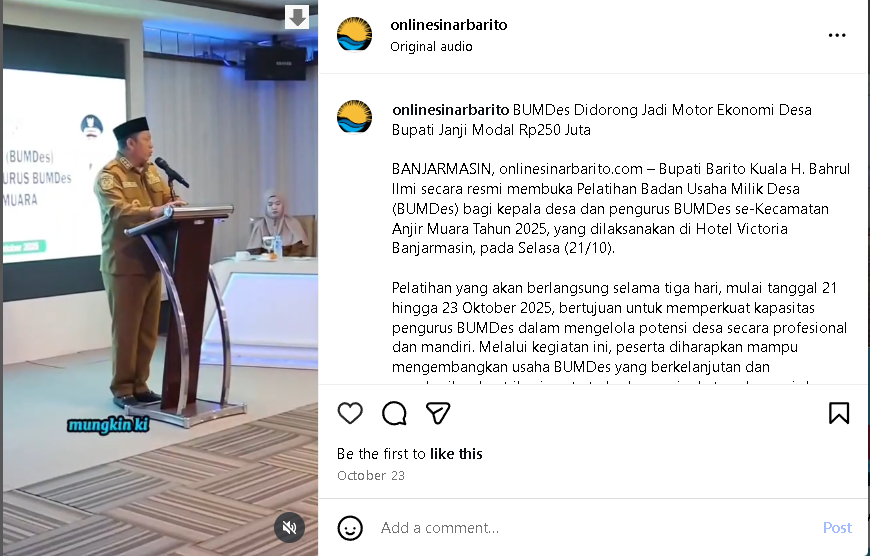 (BUMDes)
URUS BUMDes
MUARA
ktober 2025
mungkin ki
onlinesinarbarito
Original audio
onlinesinarbarito BUMDes Didorong Jadi Motor Ekonomi Desa
Bupati Janji Modal Rp250 Juta
BANJARMASIN, onlinesinarbarito.com – Bupati Barito Kuala H. Bahrul
Ilmi secara resmi membuka Pelatihan Badan Usaha Milik Desa
(BUMDes) bagi kepala desa dan pengurus BUMDes se-Kecamatan
Anjir Muara Tahun 2025, yang dilaksanakan di Hotel Victoria
Banjarmasin, pada Selasa (21/10).
Pelatihan yang akan berlangsung selama tiga hari, mulai tanggal 21
hingga 23 Oktober 2025, bertujuan untuk memperkuat kapasitas
pengurus BUMDes dalam mengelola potensi desa secara profesional
dan mandiri. Melalui kegiatan ini, peserta diharapkan mampu
mengembangkan usaha BUMDes yang berkelanjutan dan
Be the first to like this
October 23
Add a comment...
Post